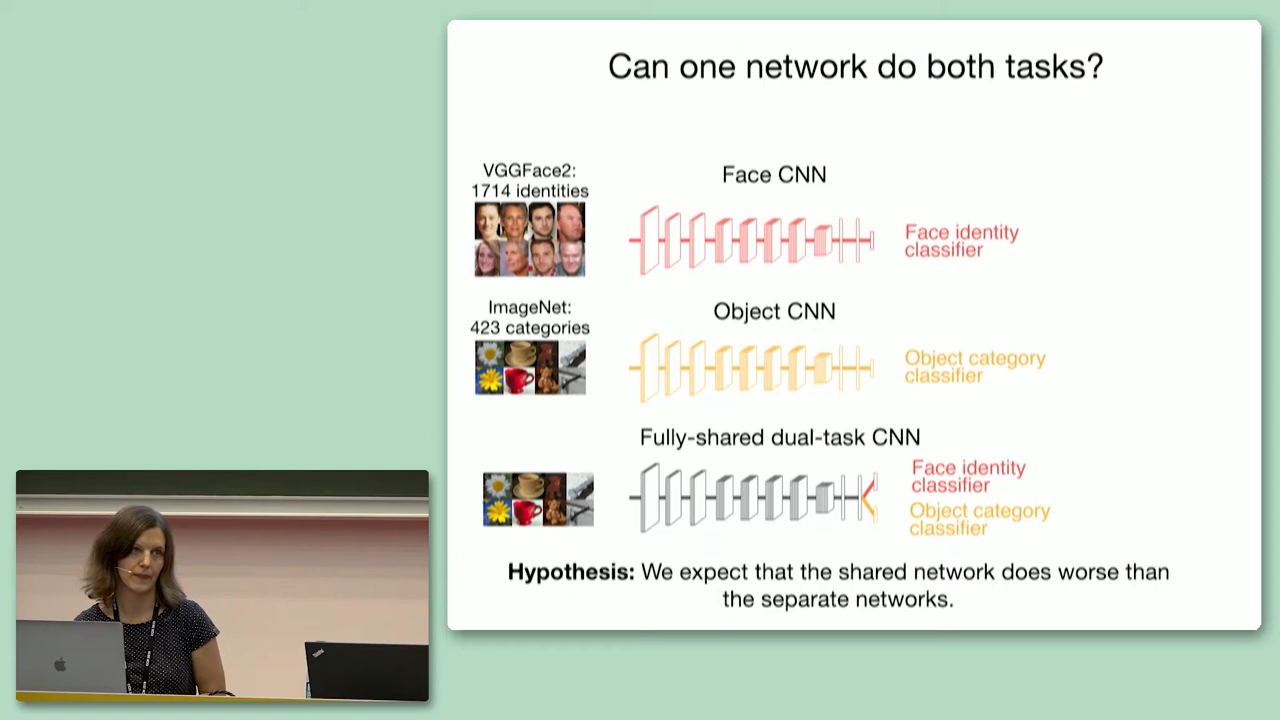 Can one network do both tasks?
VGGFace2:
1714 identities
Face CNN
Face identity
classifier
ImageNet:
423 categories
Object CNN
Object category
classifier
Fully-shared dual-task CNN
Face identity
classifier
Object category
classifier
Hypothesis: We expect that the shared network does worse than
the separate networks.